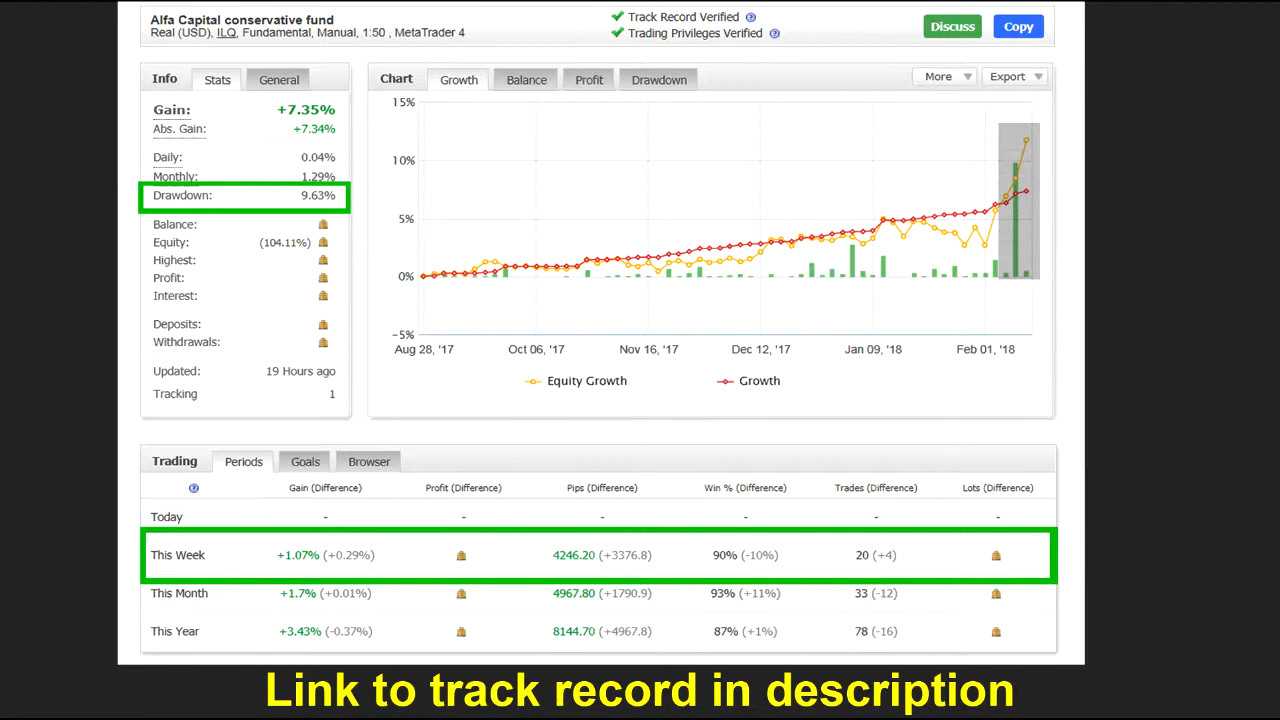 Alfa Capital conservative fund
Real (USD), ILQ, Fundamental, Manual, 1:50 , MetaTrader 4
Track Record Verified
Trading Privileges Verified
Discuss
Copy
Info
Stats
General
Gain: +7.35%
Abs. Gain: +7.34%
Daily: 0.04%
Monthly: 1.29%
Drawdown: 9.63%
Balance:
Equity: (104.11%)
Highest:
Profit:
Interest:
Deposits:
Withdrawals:
Updated: 19 Hours ago
Tracking 1
Chart
Growth
Balance
Profit
Drawdown
More
Export
15%
10%
5%
0%
-5%
Aug 28, '17 Oct 06, '17 Nov 16, '17 Dec 12, '17 Jan 09, '18 Feb 01, '18
Equity Growth Growth
Trading
Periods
Goals
Browser
Gain (Difference) Profit (Difference) Pips (Difference) Win % (Difference) Trades (Difference) Lots (Difference)
Today - - - - - -
This Week +1.07% (+0.29%) 4246.20 (+3376.8) 90% (-10%) 20 (+4)
This Month +1.7% (+0.01%) 4967.80 (+1790.9) 93% (+11%) 33 (-12)
This Year +3.43% (-0.37%) 8144.70 (+4967.8) 87% (+1%) 78 (-16)
Link to track record in description